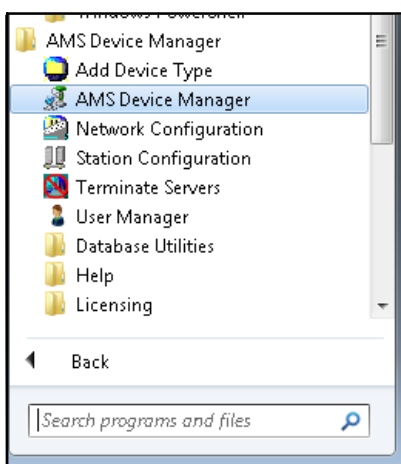 AMS Device Manager
Add Device Type
AMS Device Manager
Network Configuration
Station Configuration
Terminate Servers
User Manager
Database Utilities
Help
Licensing
Back
Search programs and files